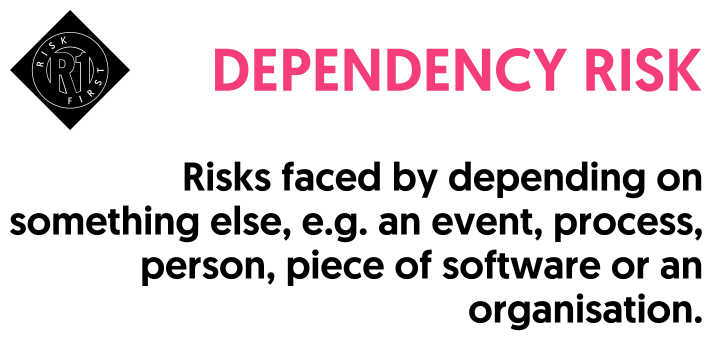 RISK
R1
FIRST
DEPENDENCY RISK
Risks faced by depending on
something else, e.g. an event, process,
person, piece of software or an
organisation.